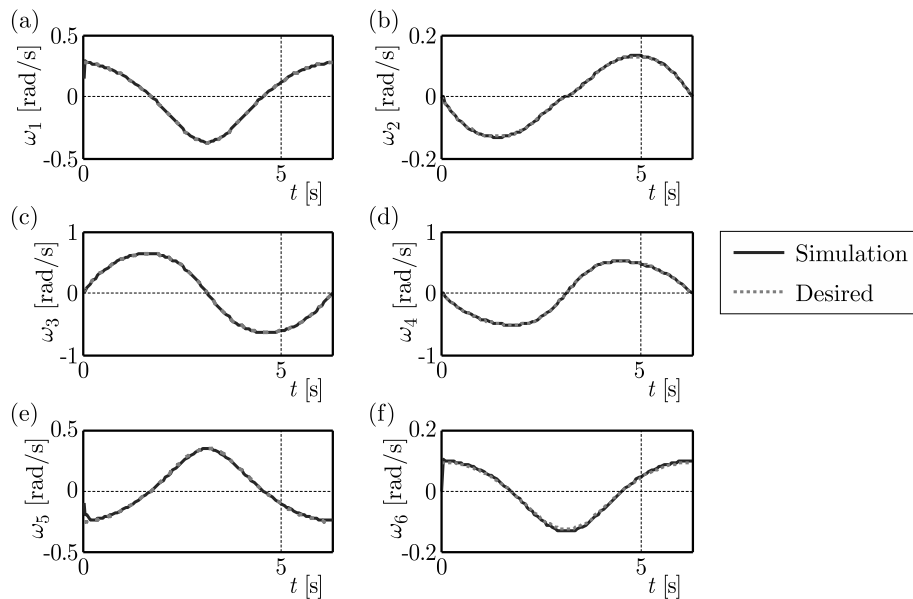 (a)
0.5
0
-0.5
ω1 [rad/s]
0 5
t [s]
(b)
0.2
0
-0.2
ω2 [rad/s]
0 5
t [s]
(c)
1
0
-1
ω3 [rad/s]
0 5
t [s]
(d)
1
0
-1
ω4 [rad/s]
0 5
t [s]
Simulation
Desired
(e)
0.5
0
-0.5
ω5 [rad/s]
0 5
t [s]
(f)
0.2
0
-0.2
ω6 [rad/s]
0 5
t [s]